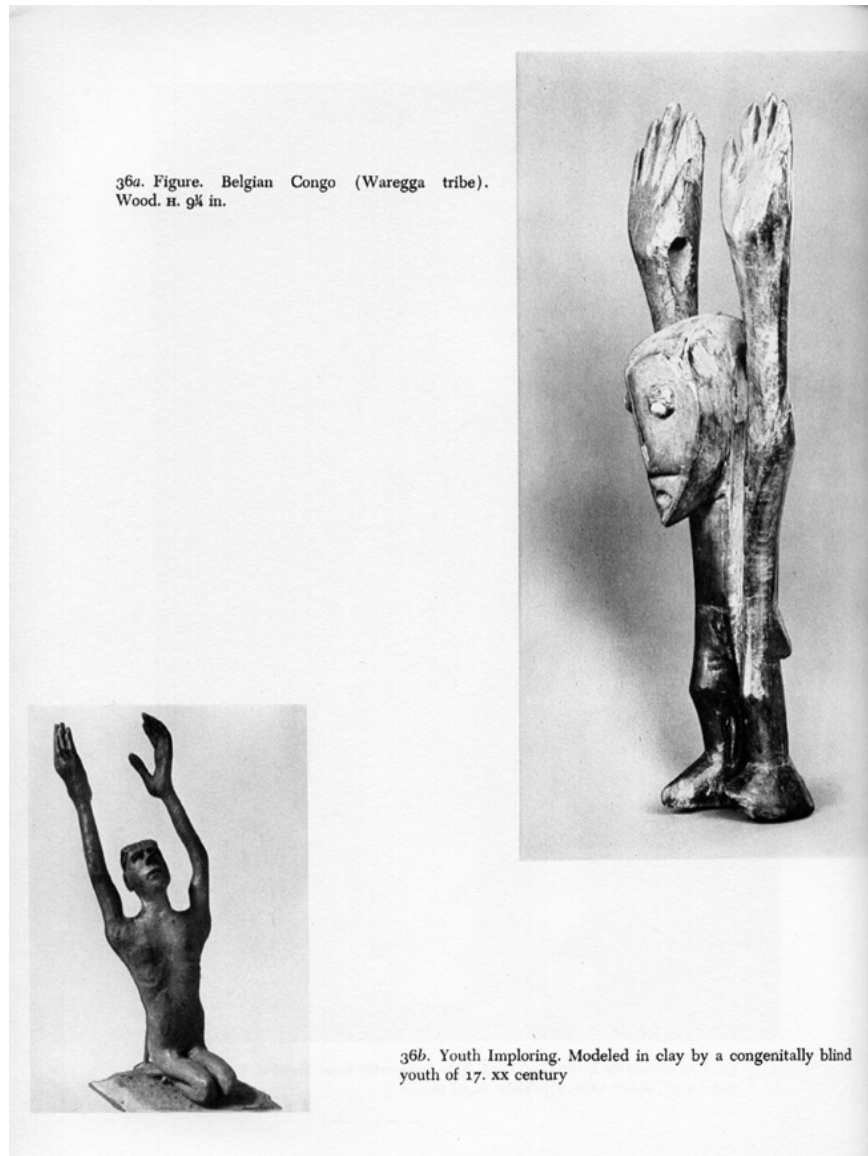 36a. Figure. Belgian Congo (Waregga tribe).
Wood. H. 9¾ in.
36b. Youth Imploring. Modeled in clay by a congenitally blind
youth of 17. XX century